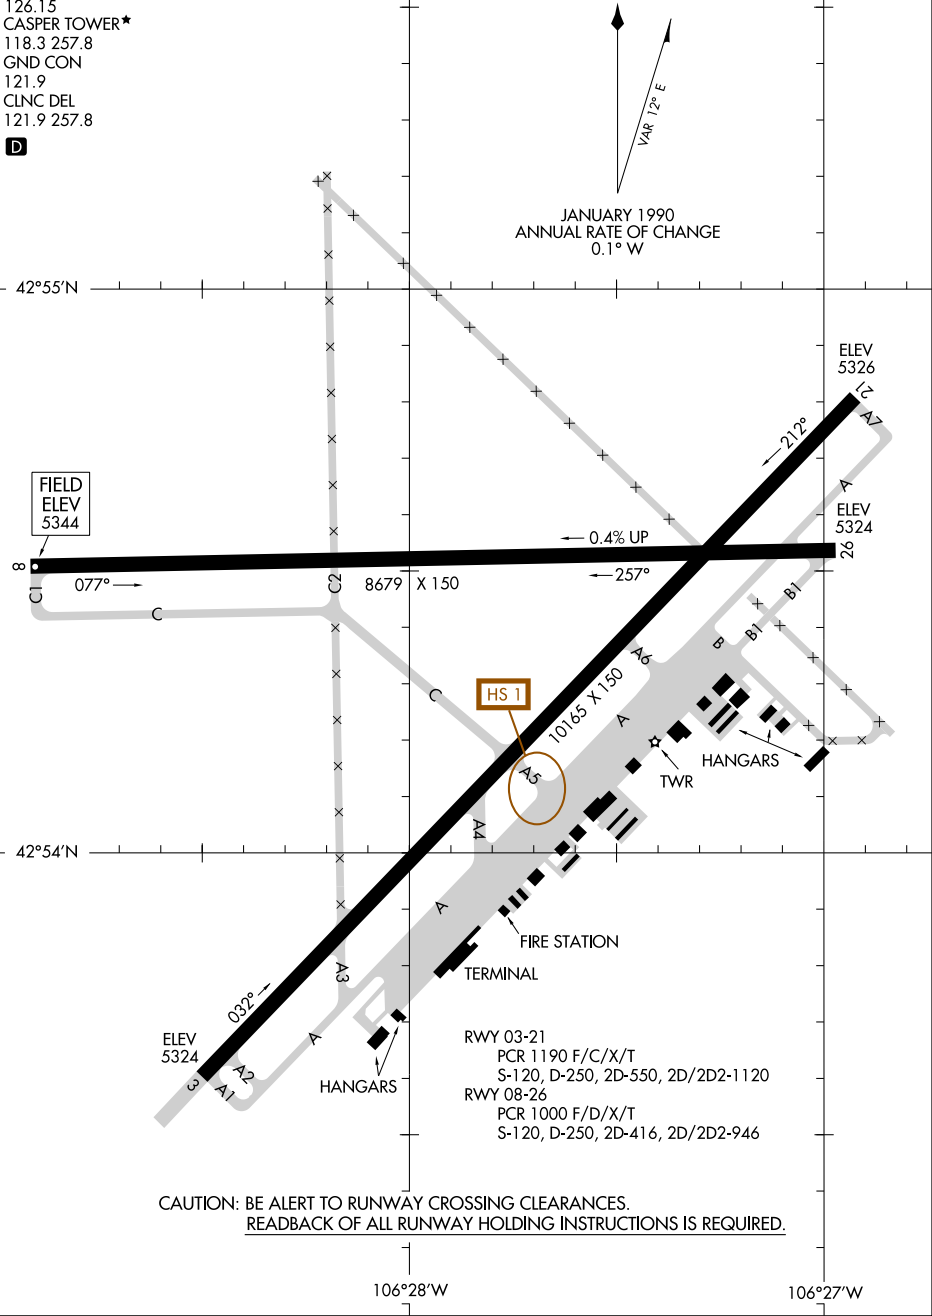 126.15
CASPER TOWER★
118.3 257.8
GND CON
121.9
CLNC DEL
121.9 257.8
D
VAR 12° E
JANUARY 1990
ANNUAL RATE OF CHANGE
0.1° W
42°55'N
ELEV
5326
21
A7
212°
A
FIELD
ELEV
5344
ELEV
5324
0.4% UP
8
26
077°
257°
C1
C2
8679 X 150
B1
C
B1
B
A6
C
HS 1
10165 X 150
A
HANGARS
TWR
A5
A4
42°54'N
A
FIRE STATION
TERMINAL
A3
032°
A
ELEV
5324
A2
3
A1
HANGARS
RWY 03-21
PCR 1190 F/C/X/T
S-120, D-250, 2D-550, 2D/2D2-1120
RWY 08-26
PCR 1000 F/D/X/T
S-120, D-250, 2D-416, 2D/2D2-946
CAUTION: BE ALERT TO RUNWAY CROSSING CLEARANCES.
READBACK OF ALL RUNWAY HOLDING INSTRUCTIONS IS REQUIRED.
106°28'W
106°27'W